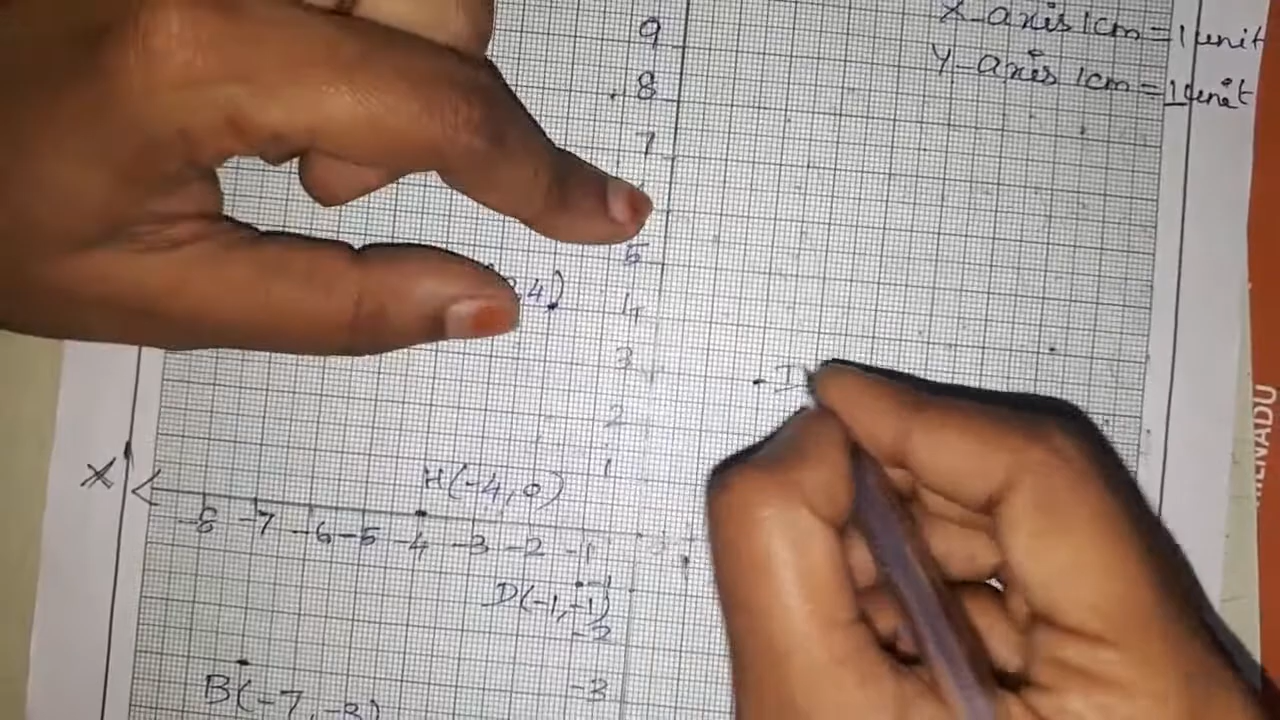 X-axis 1cm = 1 unit
Y-axis 1cm = 1 unit
9
8
7
5
,4)
4
3
2
1
H(-4,0)
X
-8 -7 -6 -5 -4 -3 -2 -1
-1
D(-1,-1)
-2
B(-7,-3)
-3